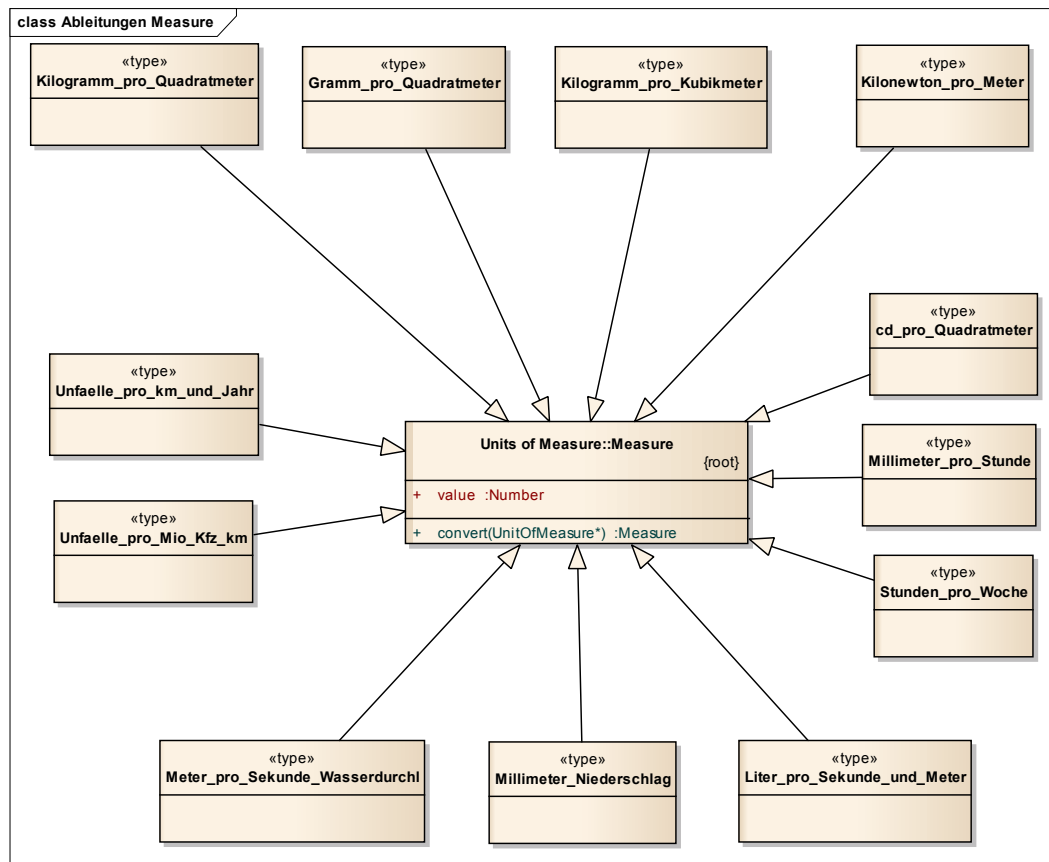 class Ableitungen Measure
«type»
Kilogramm_pro_Quadratmeter
«type»
Gramm_pro_Quadratmeter
«type»
Kilogramm_pro_Kubikmeter
«type»
Kilonewton_pro_Meter
«type»
cd_pro_Quadratmeter
«type»
Unfaelle_pro_km_und_Jahr
Units of Measure::Measure
{root}
+ value :Number
+ convert(UnitOfMeasure*) :Measure
«type»
Millimeter_pro_Stunde
«type»
Unfaelle_pro_Mio_Kfz_km
«type»
Stunden_pro_Woche
«type»
Meter_pro_Sekunde_Wasserdurchl
«type»
Millimeter_Niederschlag
«type»
Liter_pro_Sekunde_und_Meter